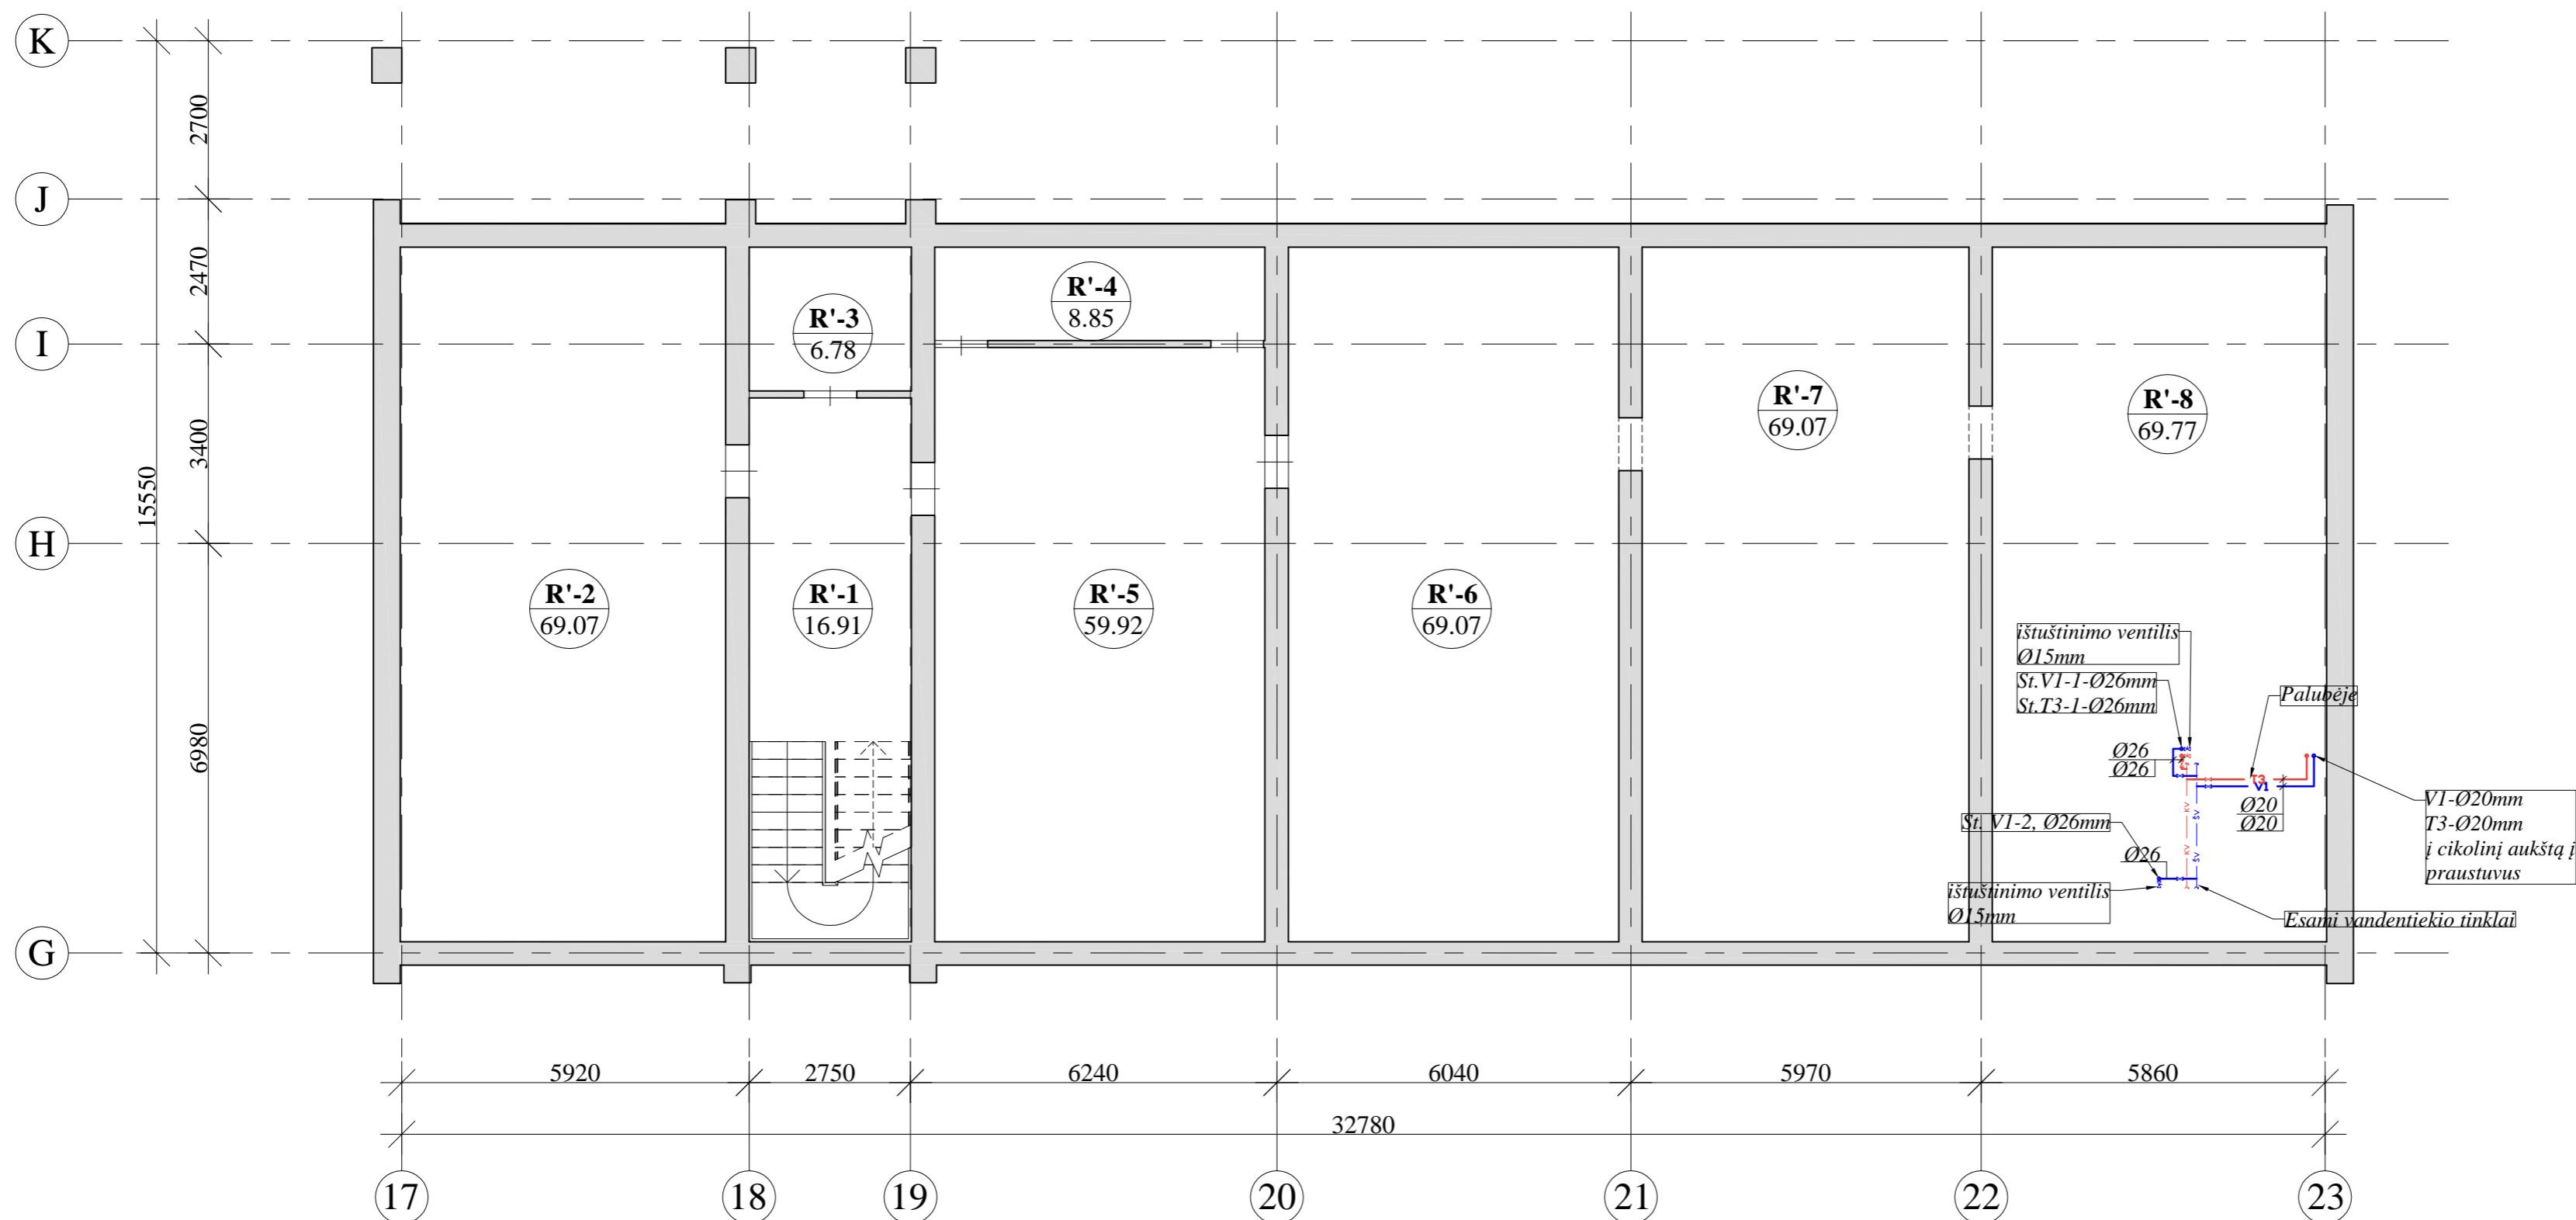 K
2700
J
2470
R'-4
8.85
R'-3
6.78
I
R'-7
69.07
R'-8
69.77
3400
15550
H
R'-2
69.07
R'-1
16.91
R'-5
59.92
R'-6
69.07
ištuštinimo ventilis
Ø15mm
St.V1-1-Ø26mm
St.T3-1-Ø26mm
Palubėje
6980
Ø26
Ø26
T3
V1
Ø20
Ø20
V1-Ø20mm
T3-Ø20mm
į cikolinį aukštą į
praustuvus
KV
ŠV
St. V1-2, Ø26mm
Ø26
KV
ŠV
ištuštinimo ventilis
Ø15mm
Esami vandentiekio tinklai
G
5920
2750
6240
6040
5970
5860
32780
17
18
19
20
21
22
23